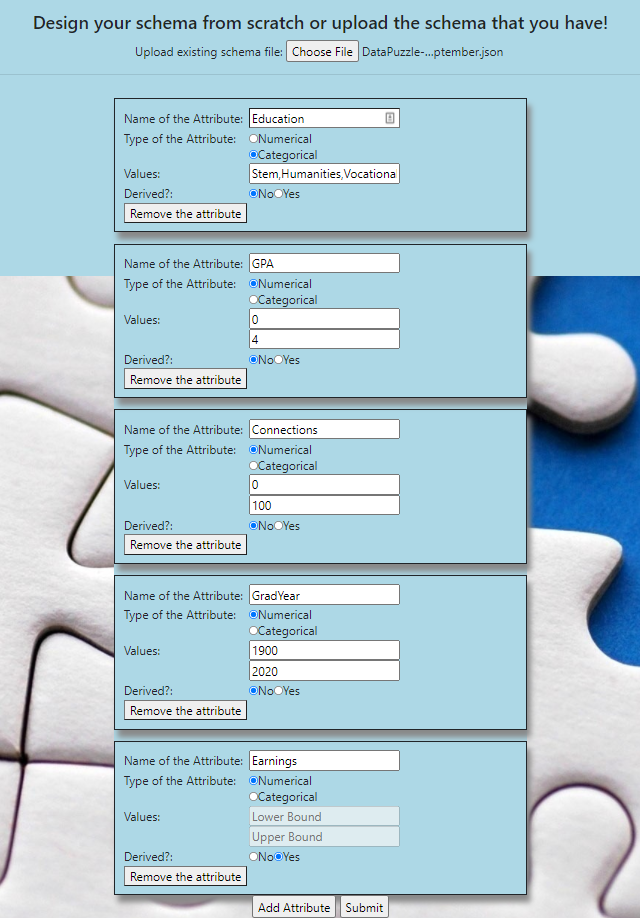 Design your schema from scratch or upload the schema that you have!
Upload existing schema file: Choose File DataPuzzle-...ptember.json
Name of the Attribute: Education
Type of the Attribute: Numerical
Categorical
Values: Stem,Humanities,Vocationa
Derived?: No Yes
Remove the attribute
Name of the Attribute: GPA
Type of the Attribute: Numerical
Categorical
Values: 0
4
Derived?: No Yes
Remove the attribute
Name of the Attribute: Connections
Type of the Attribute: Numerical
Categorical
Values: 0
100
Derived?: No Yes
Remove the attribute
Name of the Attribute: GradYear
Type of the Attribute: Numerical
Categorical
Values: 1900
2020
Derived?: No Yes
Remove the attribute
Name of the Attribute: Earnings
Type of the Attribute: Numerical
Categorical
Values: Lower Bound
Upper Bound
Derived?: No Yes
Remove the attribute
Add Attribute Submit